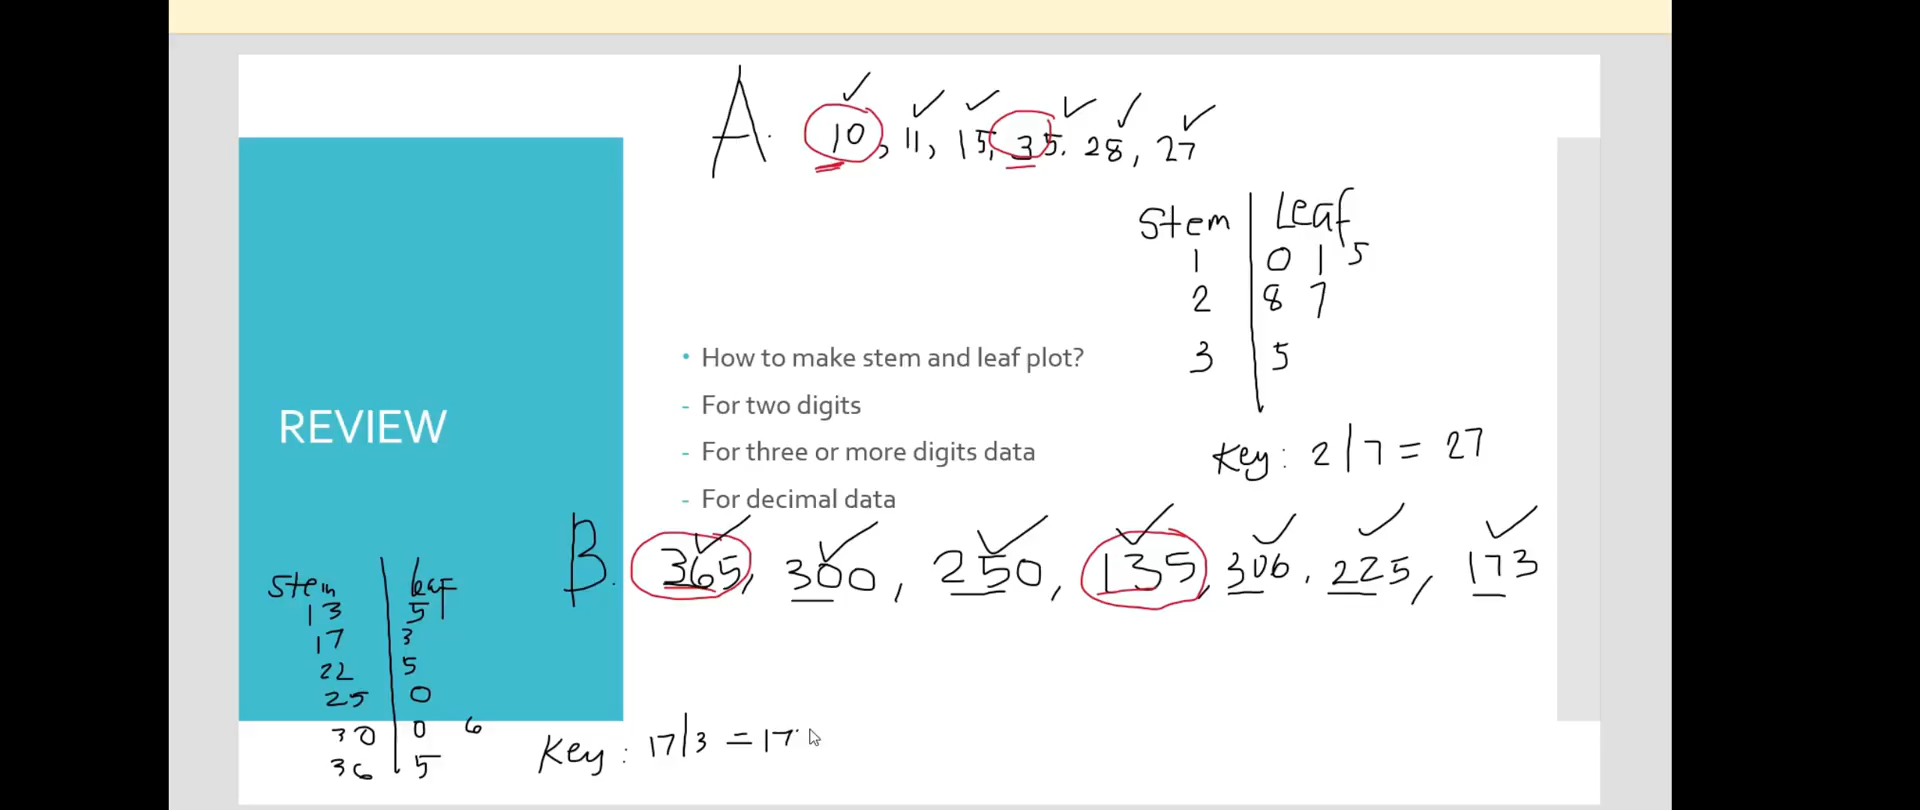 A. 10, 11, 15, 35. 28, 27
Stem | Leaf
1 | 0 1 5
2 | 8 7
3 | 5
Key: 2 | 7 = 27
REVIEW
• How to make stem and leaf plot?
- For two digits
- For three or more digits data
- For decimal data
B. 365, 300, 250, 135, 306. 225, 173
Stem | leaf
13 | 5
17 | 3
22 | 5
25 | 0
30 | 0 6
36 | 5
Key: 17|3 = 17